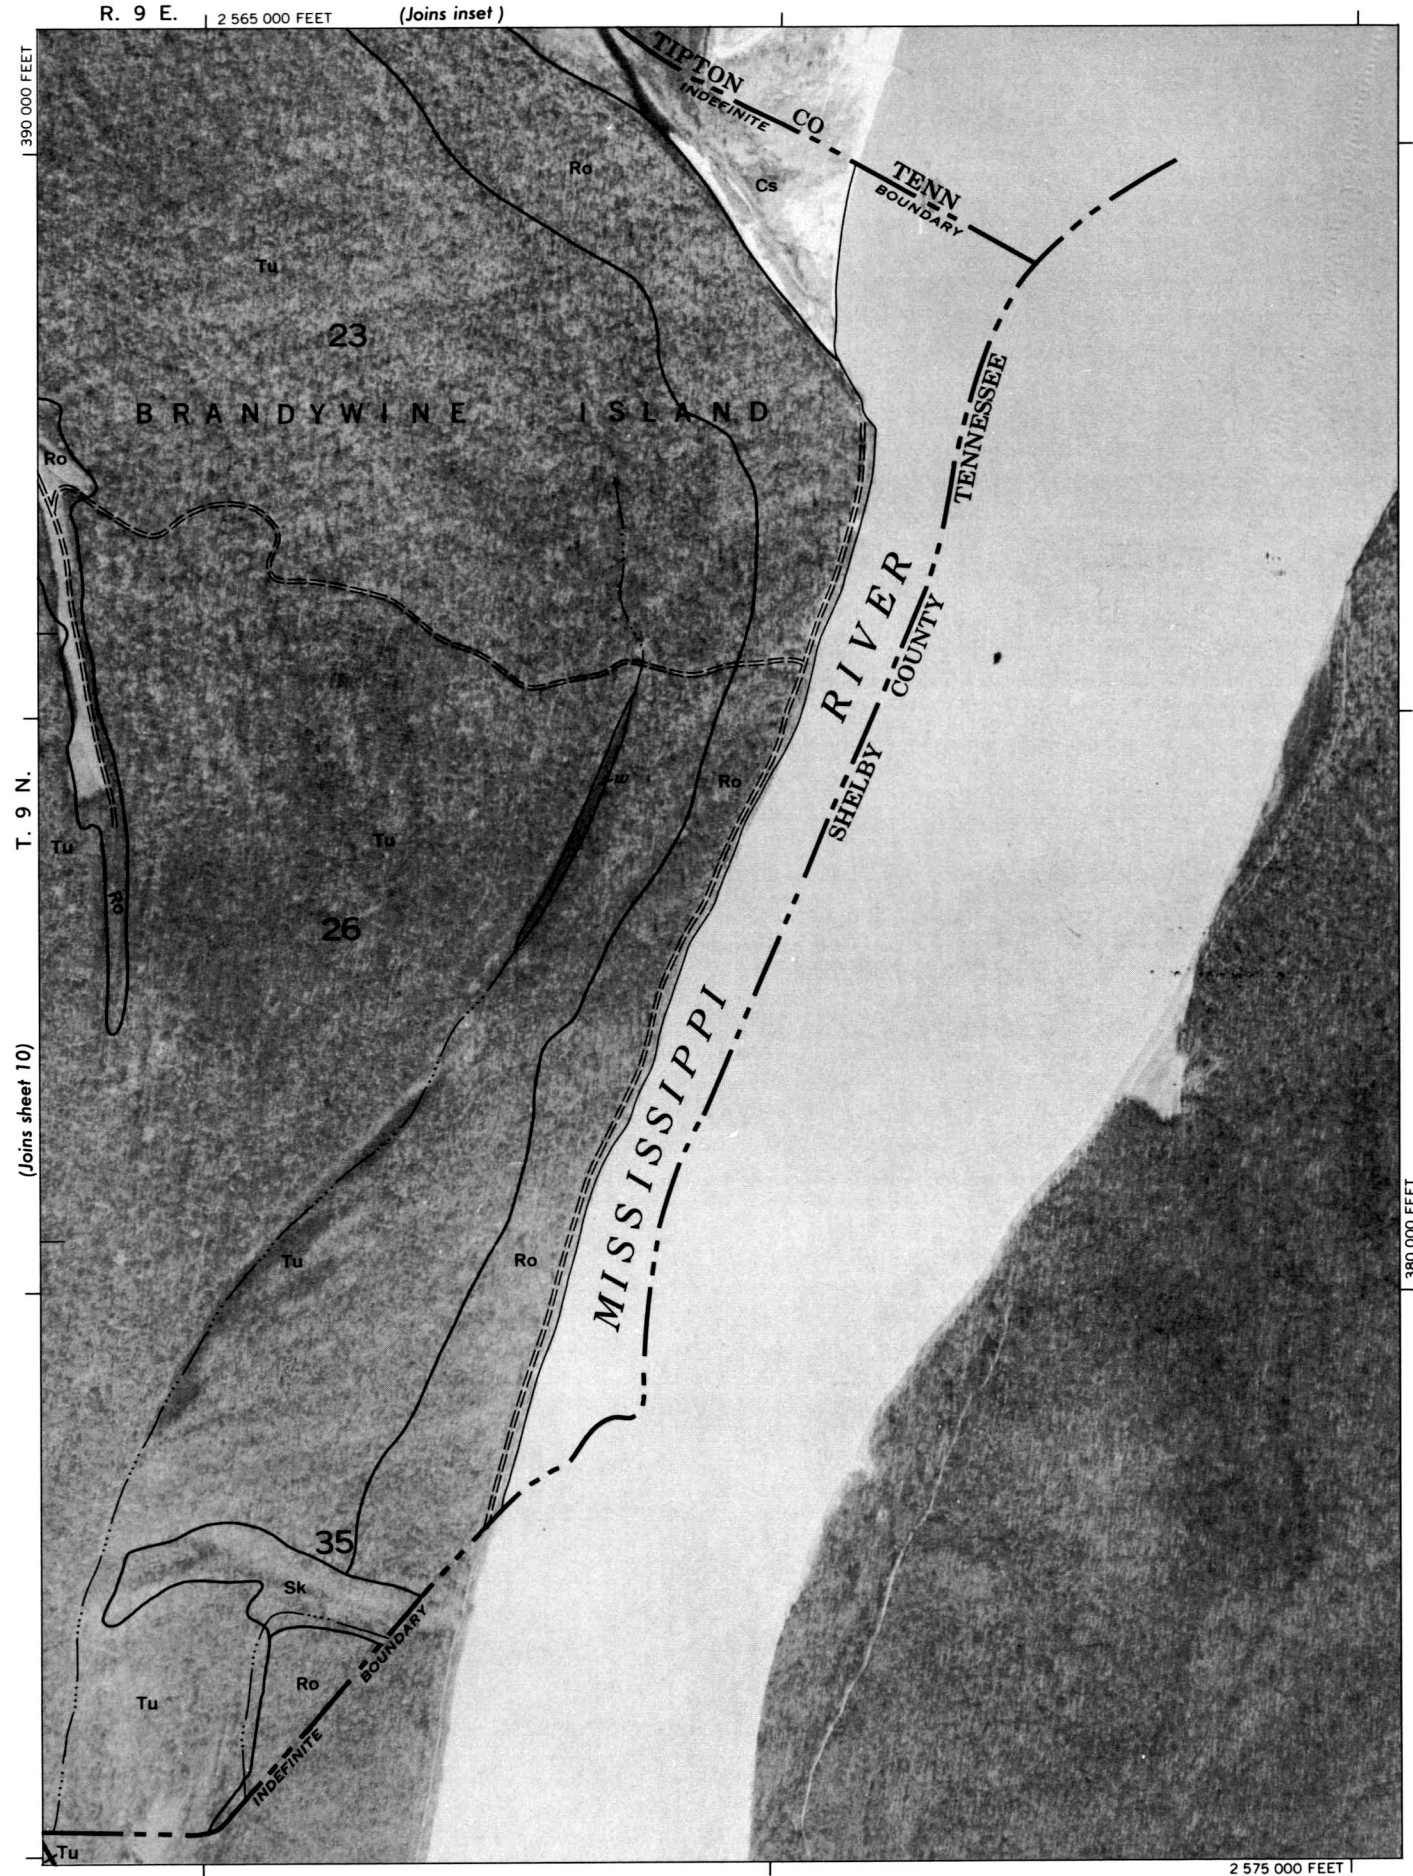 R. 9 E.
2 565 000 FEET
(Joins inset )
390 000 FEET
TIPTON CO
INDEFINITE
TENN
BOUNDARY
Ro
Cs
Tu
23
BRANDYWINE ISLAND
TENNESSEE
Ro
RIVER
COUNTY
T. 9 N.
w
Ro
SHELBY
Tu
Tu
Ro
26
MISSISSIPPI
(Joins sheet 10)
380 000 FEET
Tu
Ro
35
Sk
BOUNDARY
Ro
Tu
INDEFINITE
Tu
2 575 000 FEET